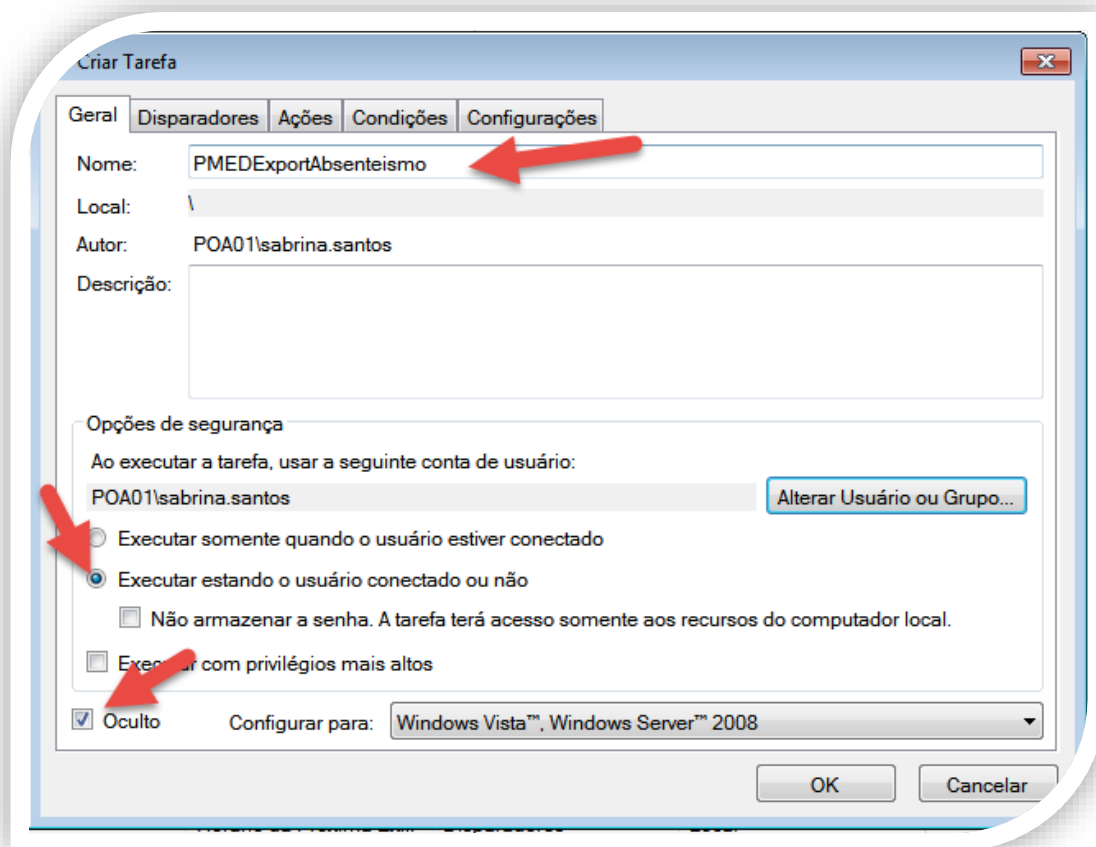 Criar Tarefa
Geral Disparadores Ações Condições Configurações
Nome: PMEDExportAbsenteismo
Local: \
Autor: POA01\sabrina.santos
Descrição:
Opções de segurança
Ao executar a tarefa, usar a seguinte conta de usuário:
POA01\sabrina.santos Alterar Usuário ou Grupo...
Executar somente quando o usuário estiver conectado
Executar estando o usuário conectado ou não
Não armazenar a senha. A tarefa terá acesso somente aos recursos do computador local.
Executar com privilégios mais altos
Oculto Configurar para: Windows Vista™, Windows Server™ 2008
OK Cancelar